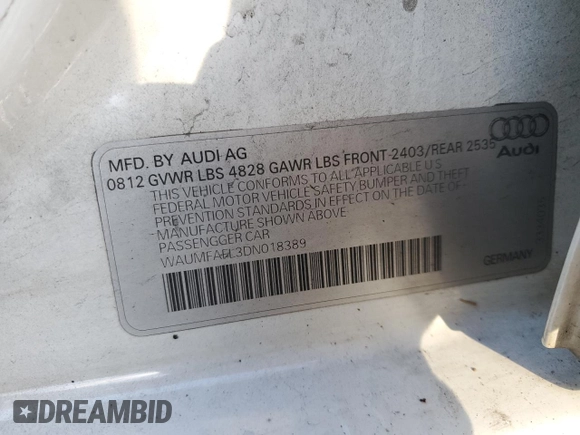 MFD. BY AUDI AG
0812 GVWR LBS 4828 GAWR LBS FRONT 2403/REAR 2535
Audi
THIS VEHICLE CONFORMS TO ALL APPLICABLE U.S
FEDERAL MOTOR VEHICLE SAFETY, BUMPER AND THEFT
PREVENTION STANDARDS IN EFFECT ON THE DATE OF
MANUFACTURE SHOWN ABOVE
PASSENGGER CAR
GERMANY
DREAMBID